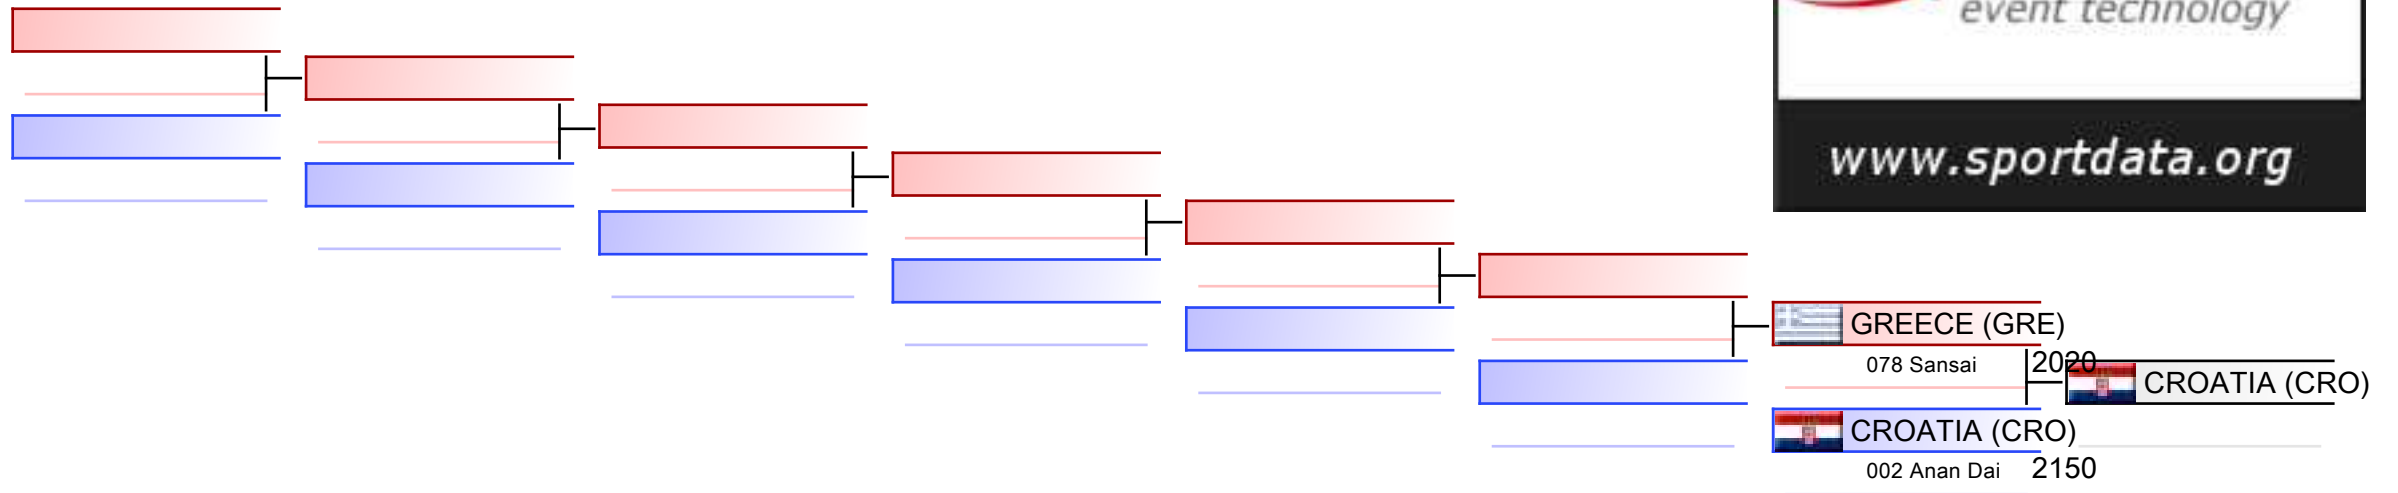 event technology
www.sportdata.org
GREECE (GRE)
078 Sansai 2020
CROATIA (CRO)
CROATIA (CRO)
002 Anan Dai 2150